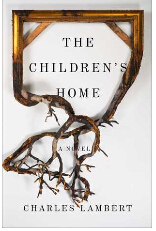 THE
CHILDREN'S
HOME
A NOVEL
CHARLES LAMBERT